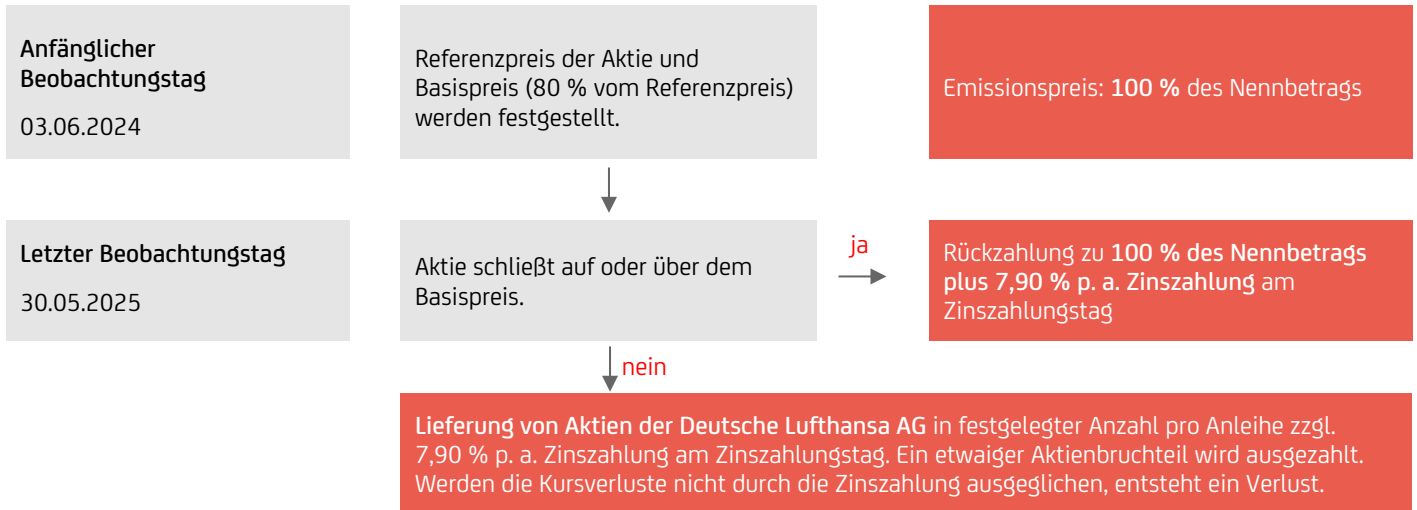 Anfänglicher
Beobachtungstag
03.06.2024
Referenzpreis der Aktie und
Basispreis (80 % vom Referenzpreis)
werden festgestellt.
Emissionspreis: 100 % des Nennbetrags
Letzter Beobachtungstag
30.05.2025
Aktie schließt auf oder über dem
Basispreis.
ja
Rückzahlung zu 100 % des Nennbetrags
plus 7,90 % p. a. Zinszahlung am
Zinszahlungstag
nein
Lieferung von Aktien der Deutsche Lufthansa AG in festgelegter Anzahl pro Anleihe zzgl.
7,90 % p. a. Zinszahlung am Zinszahlungstag. Ein etwaiger Aktienbruchteil wird ausgezahlt.
Werden die Kursverluste nicht durch die Zinszahlung ausgeglichen, entsteht ein Verlust.